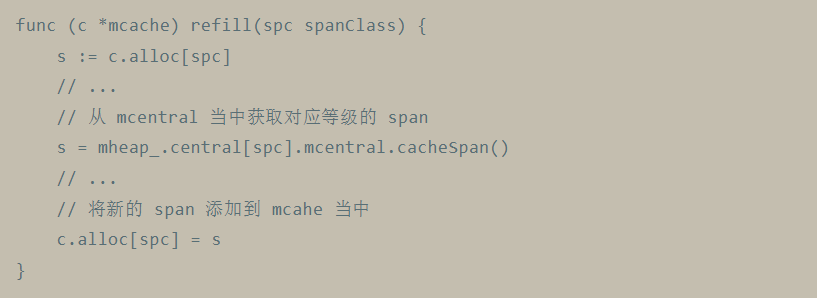 func (c *mcache) refill(spc spanClass) {
    s := c.alloc[spc]
    // ...
    // 从 mcentral 当中获取对应等级的 span
    s = mheap_.central[spc].mcentral.cacheSpan()
    // ...
    // 将新的 span 添加到 mcahe 当中
    c.alloc[spc] = s
}